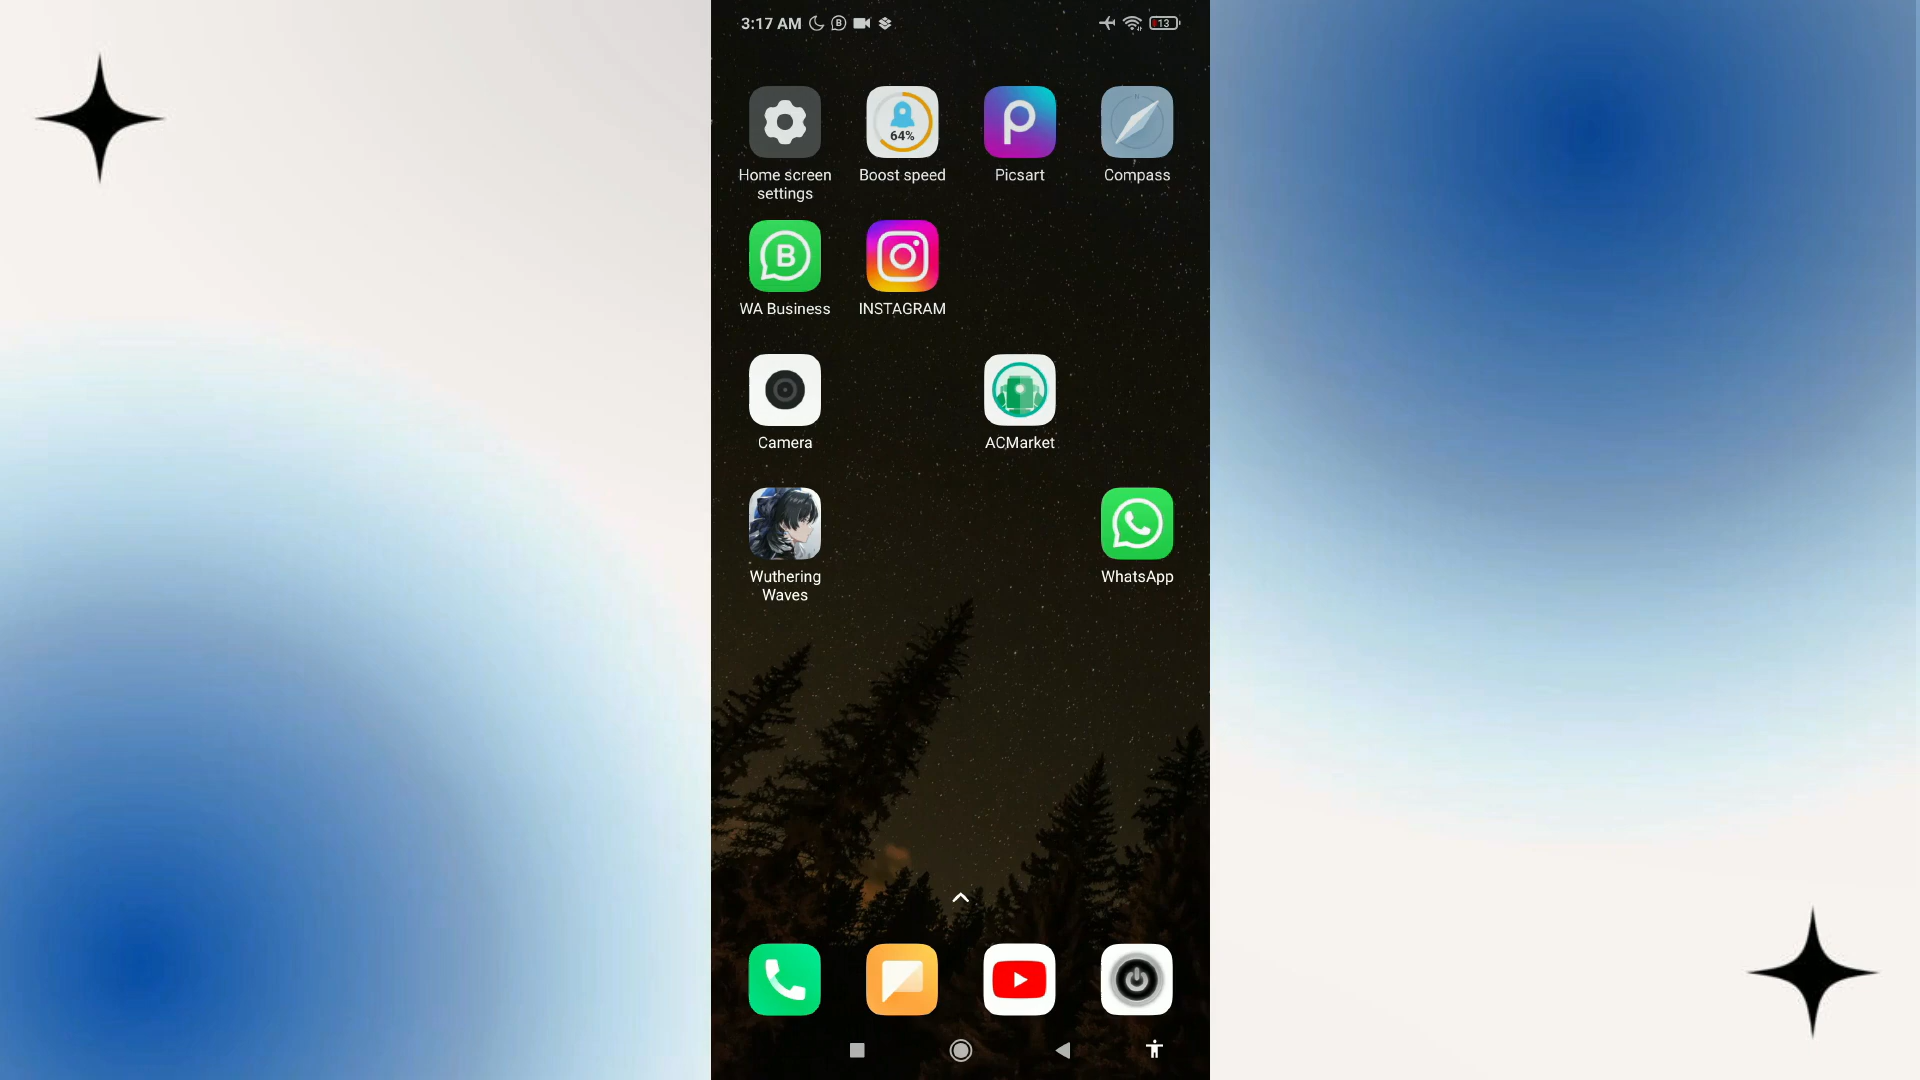 3:17 AM
13
64%
Home screen
settings
Boost speed
Picsart
Compass
WA Business
INSTAGRAM
Camera
ACMarket
Wuthering
Waves
WhatsApp